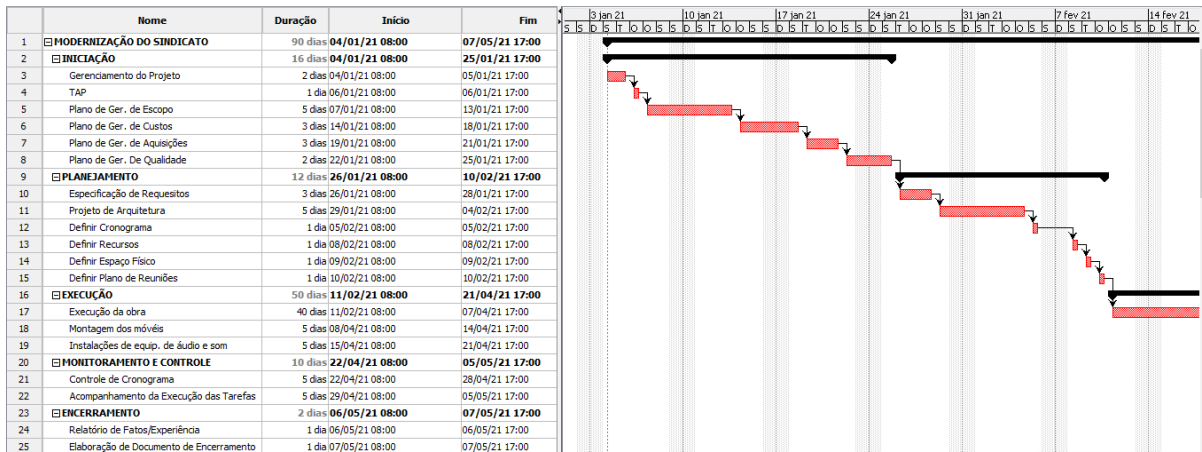 Nome Duração Início Fim
3 jan 21 10 jan 21 17 jan 21 24 jan 21 31 jan 21 7 fev 21 14 fev 21
S S D S T O O S S D S T O O S S D S T O O S S D S T O O S S D S T O O S S D S T O O S S D S T O
1 MODERNIZAÇÃO DO SINDICATO 90 dias 04/01/21 08:00 07/05/21 17:00
2 INICIAÇÃO 16 dias 04/01/21 08:00 25/01/21 17:00
3 Gerenciamento do Projeto 2 dias 04/01/21 08:00 05/01/21 17:00
4 TAP 1 dia 06/01/21 08:00 06/01/21 17:00
5 Plano de Ger. de Escopo 5 dias 07/01/21 08:00 13/01/21 17:00
6 Plano de Ger. de Custos 3 dias 14/01/21 08:00 18/01/21 17:00
7 Plano de Ger. de Aquisições 3 dias 19/01/21 08:00 21/01/21 17:00
8 Plano de Ger. De Qualidade 2 dias 22/01/21 08:00 25/01/21 17:00
9 PLANEJAMENTO 12 dias 26/01/21 08:00 10/02/21 17:00
10 Especificação de Requesitos 3 dias 26/01/21 08:00 28/01/21 17:00
11 Projeto de Arquitetura 5 dias 29/01/21 08:00 04/02/21 17:00
12 Definir Cronograma 1 dia 05/02/21 08:00 05/02/21 17:00
13 Definir Recursos 1 dia 08/02/21 08:00 08/02/21 17:00
14 Definir Espaço Físico 1 dia 09/02/21 08:00 09/02/21 17:00
15 Definir Plano de Reuniões 1 dia 10/02/21 08:00 10/02/21 17:00
16 EXECUÇÃO 50 dias 11/02/21 08:00 21/04/21 17:00
17 Execução da obra 40 dias 11/02/21 08:00 07/04/21 17:00
18 Montagem dos móvéis 5 dias 08/04/21 08:00 14/04/21 17:00
19 Instalações de equip. de áudio e som 5 dias 15/04/21 08:00 21/04/21 17:00
20 MONITORAMENTO E CONTROLE 10 dias 22/04/21 08:00 05/05/21 17:00
21 Controle de Cronograma 5 dias 22/04/21 08:00 28/04/21 17:00
22 Acompanhamento da Execução das Tarefas 5 dias 29/04/21 08:00 05/05/21 17:00
23 ENCERRAMENTO 2 dias 06/05/21 08:00 07/05/21 17:00
24 Relatório de Fatos/Experiência 1 dia 06/05/21 08:00 06/05/21 17:00
25 Elaboração de Documento de Encerramento 1 dia 07/05/21 08:00 07/05/21 17:00